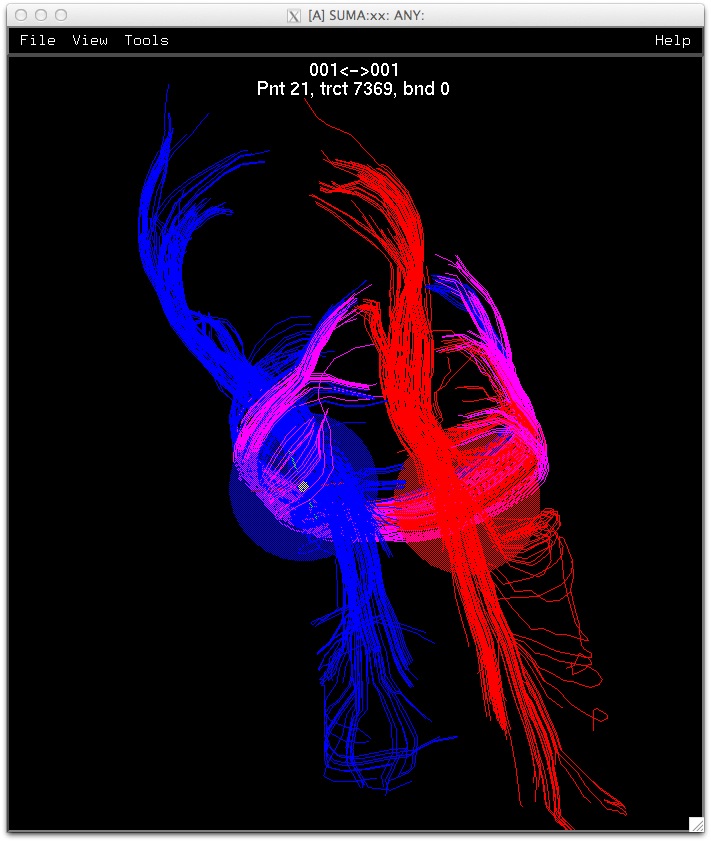 [A] SUMA:xx: ANY:
File View Tools Help
001<->001
Pnt 21, trct 7369, bnd 0